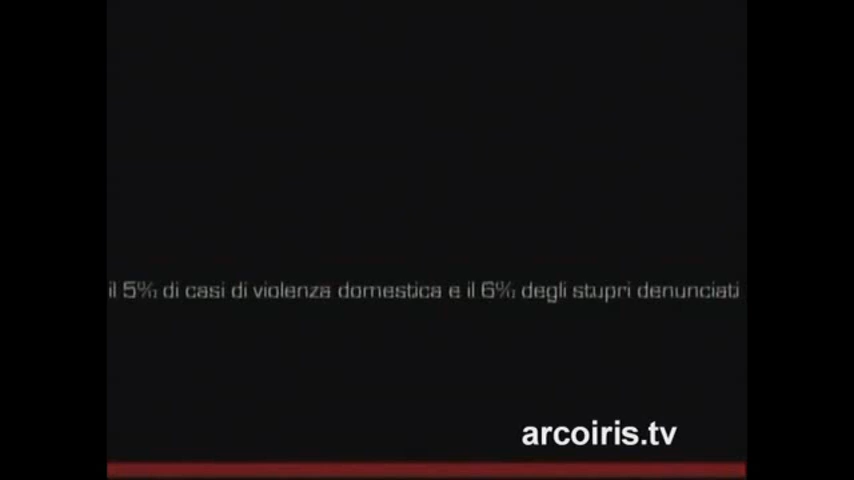 il 5% di casi di violenza domestica e il 6% degli stupri denunciati
arcoiris.tv